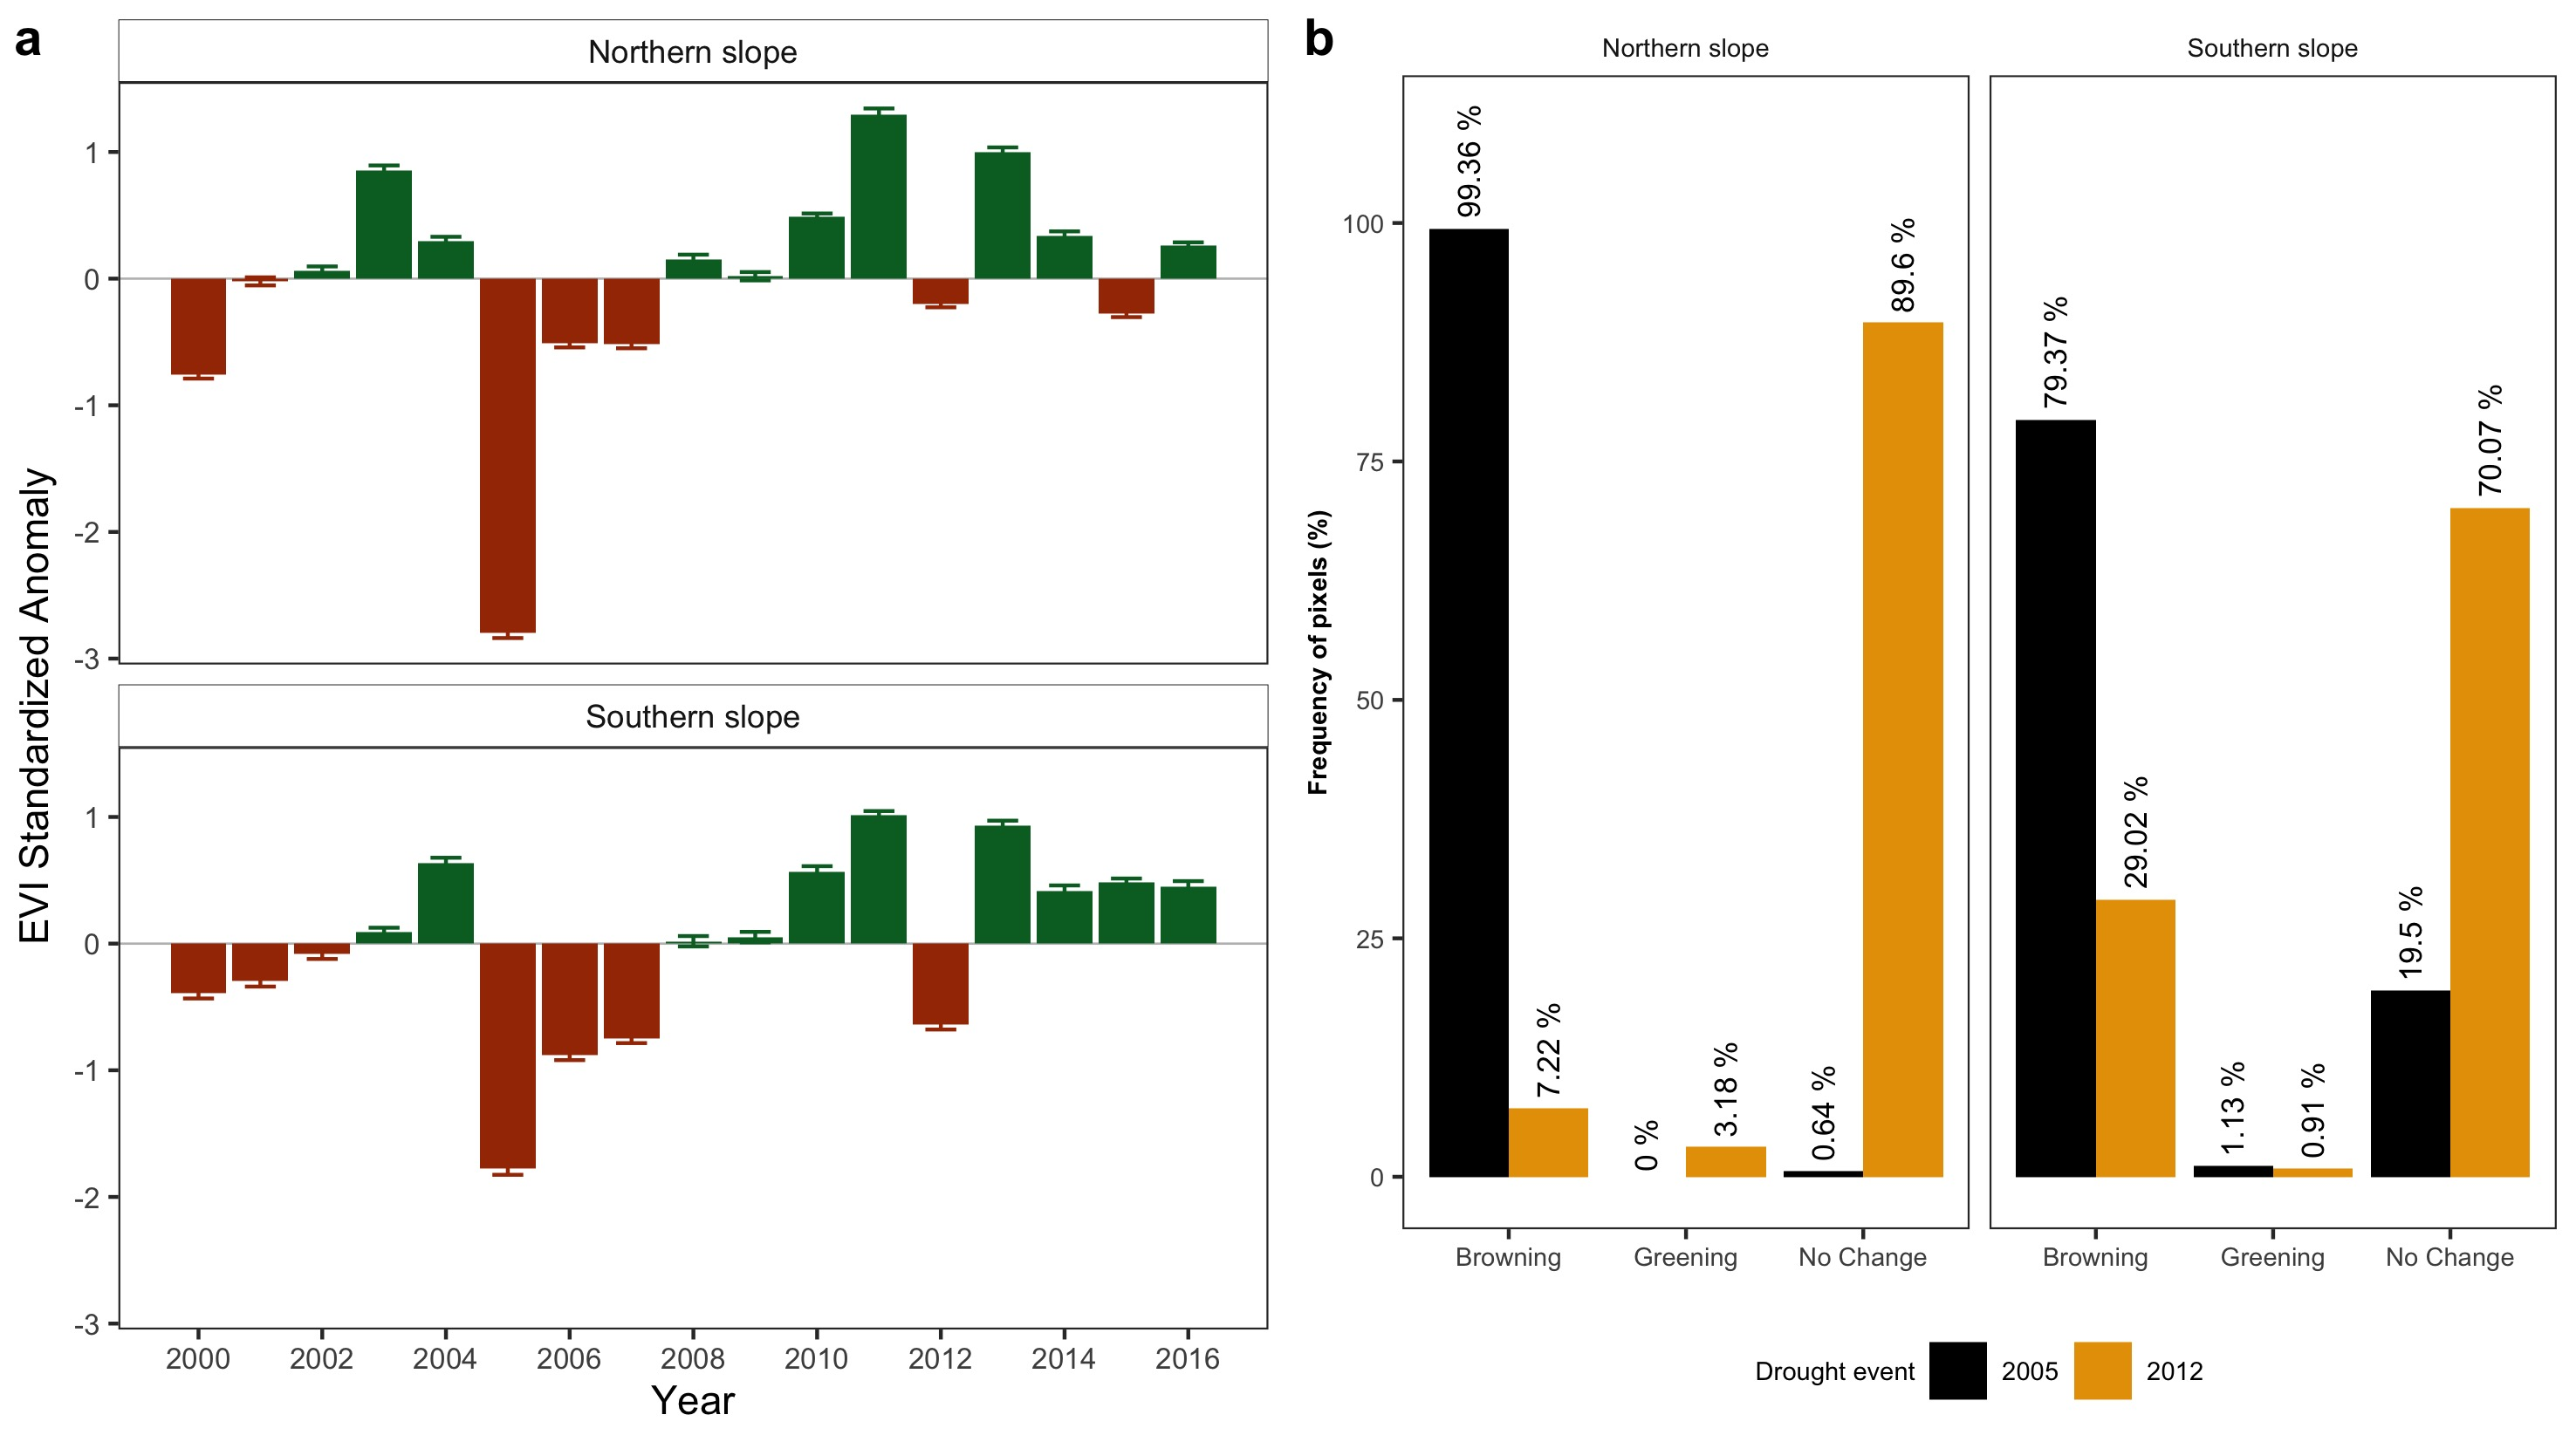 a
Northern slope
1
0
-1
-2
-3
Southern slope
1
0
-1
-2
-3
EVI Standardized Anomaly
2000 2002 2004 2006 2008 2010 2012 2014 2016
Year
b
Northern slope
Southern slope
Frequency of pixels (%)
100
75
50
25
0
99.36 %
7.22 %
0 %
3.18 %
0.64 %
89.6 %
79.37 %
29.02 %
1.13 %
0.91 %
19.5 %
70.07 %
Browning Greening No Change
Browning Greening No Change
Drought event 2005 2012